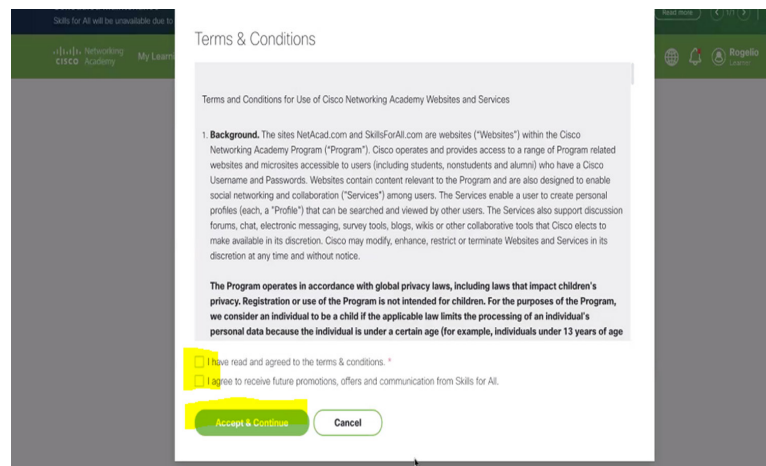 Skills for All will be unavailable due to
Read more
1/1
Networking
CISCO Academy
My Learni
Rogelio
Learner
Terms & Conditions
Terms and Conditions for Use of Cisco Networking Academy Websites and Services
1. Background. The sites NetAcad.com and SkillsForAll.com are websites ("Websites") within the Cisco
Networking Academy Program ("Program"). Cisco operates and provides access to a range of Program related
websites and microsites accessible to users (including students, nonstudents and alumni) who have a Cisco
Username and Passwords. Websites contain content relevant to the Program and are also designed to enable
social networking and collaboration ("Services") among users. The Services enable a user to create personal
profiles (each, a "Profile") that can be searched and viewed by other users. The Services also support discussion
forums, chat, electronic messaging, survey tools, blogs, wikis or other collaborative tools that Cisco elects to
make available in its discretion. Cisco may modify, enhance, restrict or terminate Websites and Services in its
discretion at any time and without notice.
The Program operates in accordance with global privacy laws, including laws that impact children's
privacy. Registration or use of the Program is not intended for children. For the purposes of the Program,
we consider an individual to be a child if the applicable law limits the processing of an individual's
personal data because the individual is under a certain age (for example, individuals under 13 years of age
I have read and agreed to the terms & conditions. *
I agree to receive future promotions, offers and communication from Skills for All.
Accept & Continue
Cancel